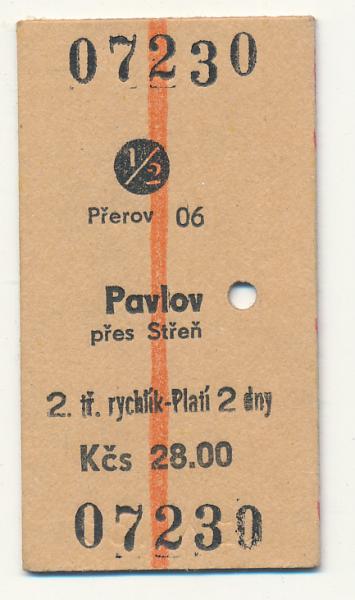 07230
1/2
Přerov 06
Pavlov
přes Střeň
2. tř. rychlík-Platí 2 dny
Kčs 28.00
07230